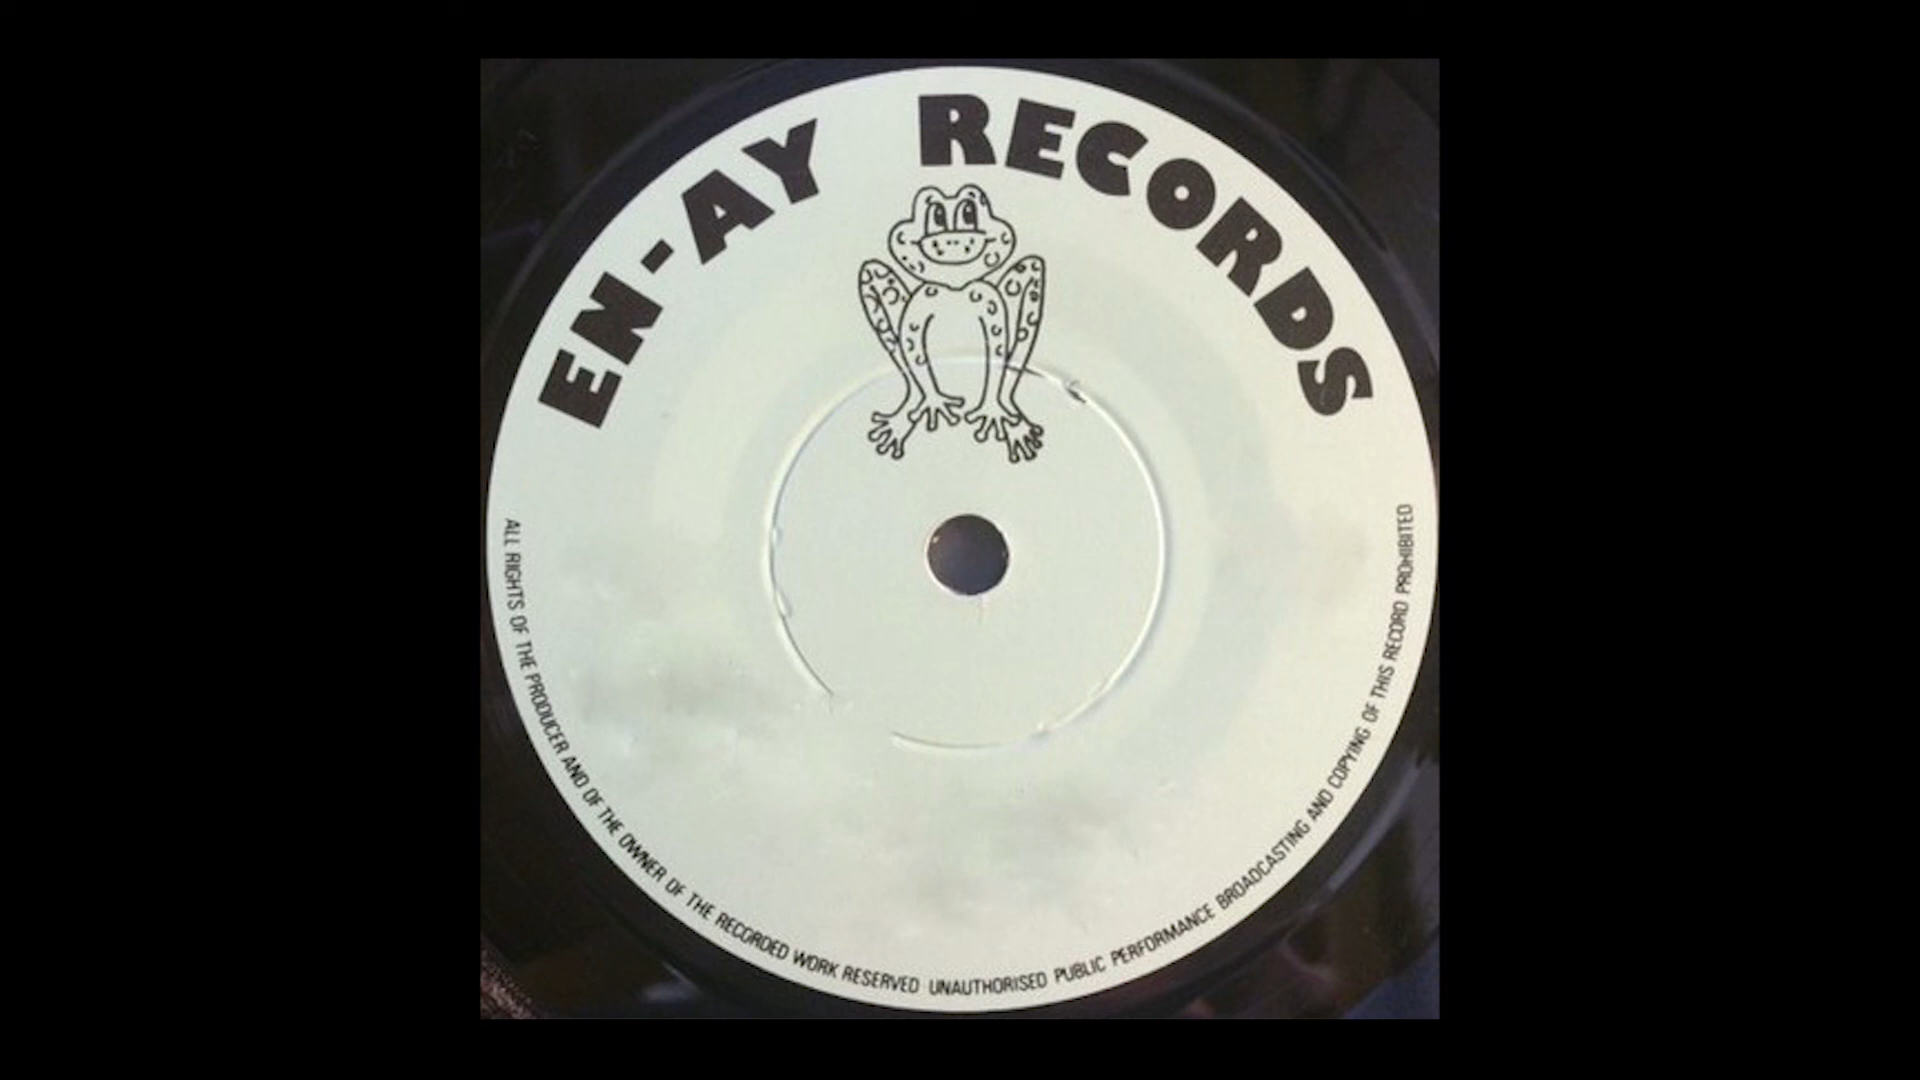 EN-AY RECORDS
ALL RIGHTS OF THE PRODUCER AND OF THE OWNER OF THE RECORDED WORK RESERVED UNAUTHORISED PUBLIC PERFORMANCE BROADCASTING AND COPYING OF THIS RECORD PROHIBITED